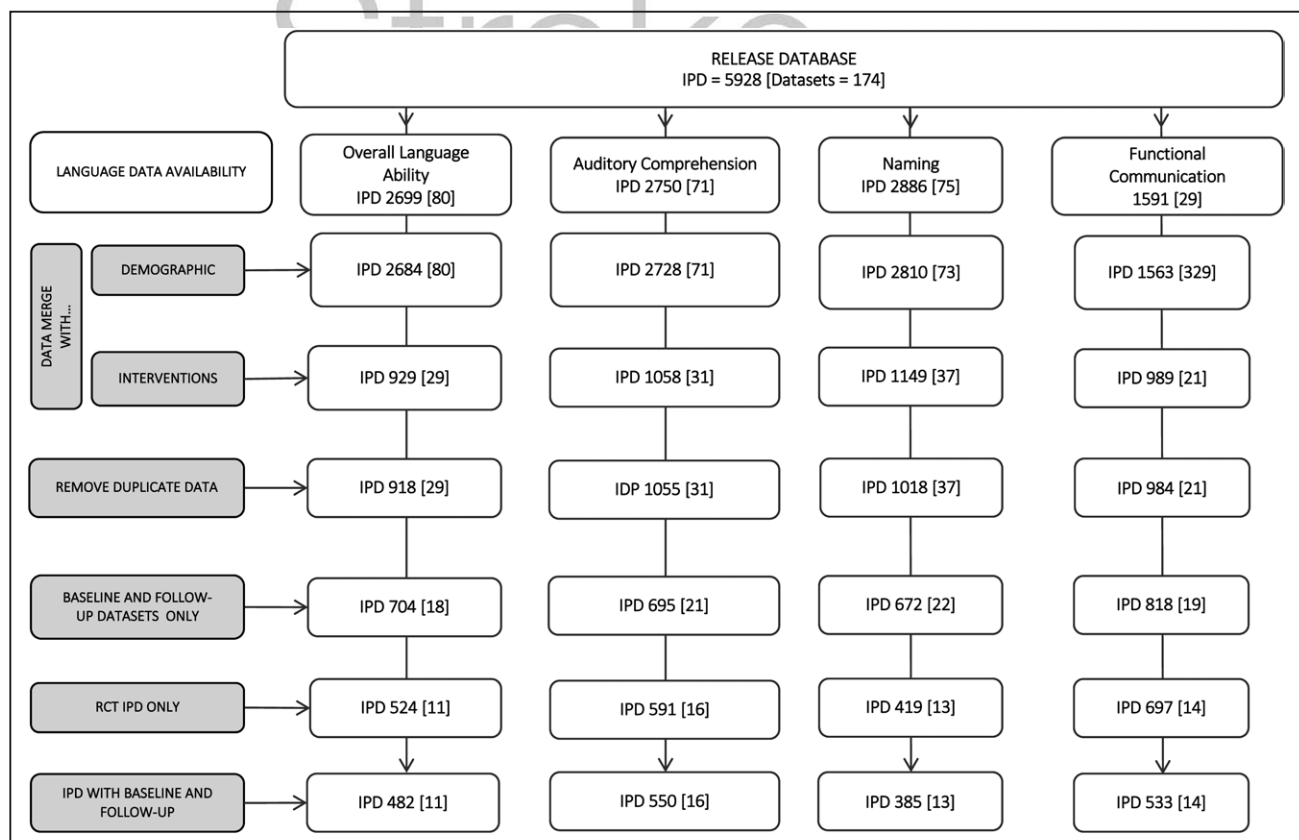 Stroke
RELEASE DATABASE
IPD = 5928 [Datasets = 174]
LANGUAGE DATA AVAILABILITY
Overall Language
Ability
IPD 2699 [80]
Auditory Comprehension
IPD 2750 [71]
Naming
IPD 2886 [75]
Functional
Communication
1591 [29]
DATA MERGE
WITH...
DEMOGRAPHIC
IPD 2684 [80]
IPD 2728 [71]
IPD 2810 [73]
IPD 1563 [329]
INTERVENTIONS
IPD 929 [29]
IPD 1058 [31]
IPD 1149 [37]
IPD 989 [21]
REMOVE DUPLICATE DATA
IPD 918 [29]
IDP 1055 [31]
IPD 1018 [37]
IPD 984 [21]
BASELINE AND FOLLOW-
UP DATASETS ONLY
IPD 704 [18]
IPD 695 [21]
IPD 672 [22]
IPD 818 [19]
RCT IPD ONLY
IPD 524 [11]
IPD 591 [16]
IPD 419 [13]
IPD 697 [14]
IPD WITH BASELINE AND
FOLLOW-UP
IPD 482 [11]
IPD 550 [16]
IPD 385 [13]
IPD 533 [14]